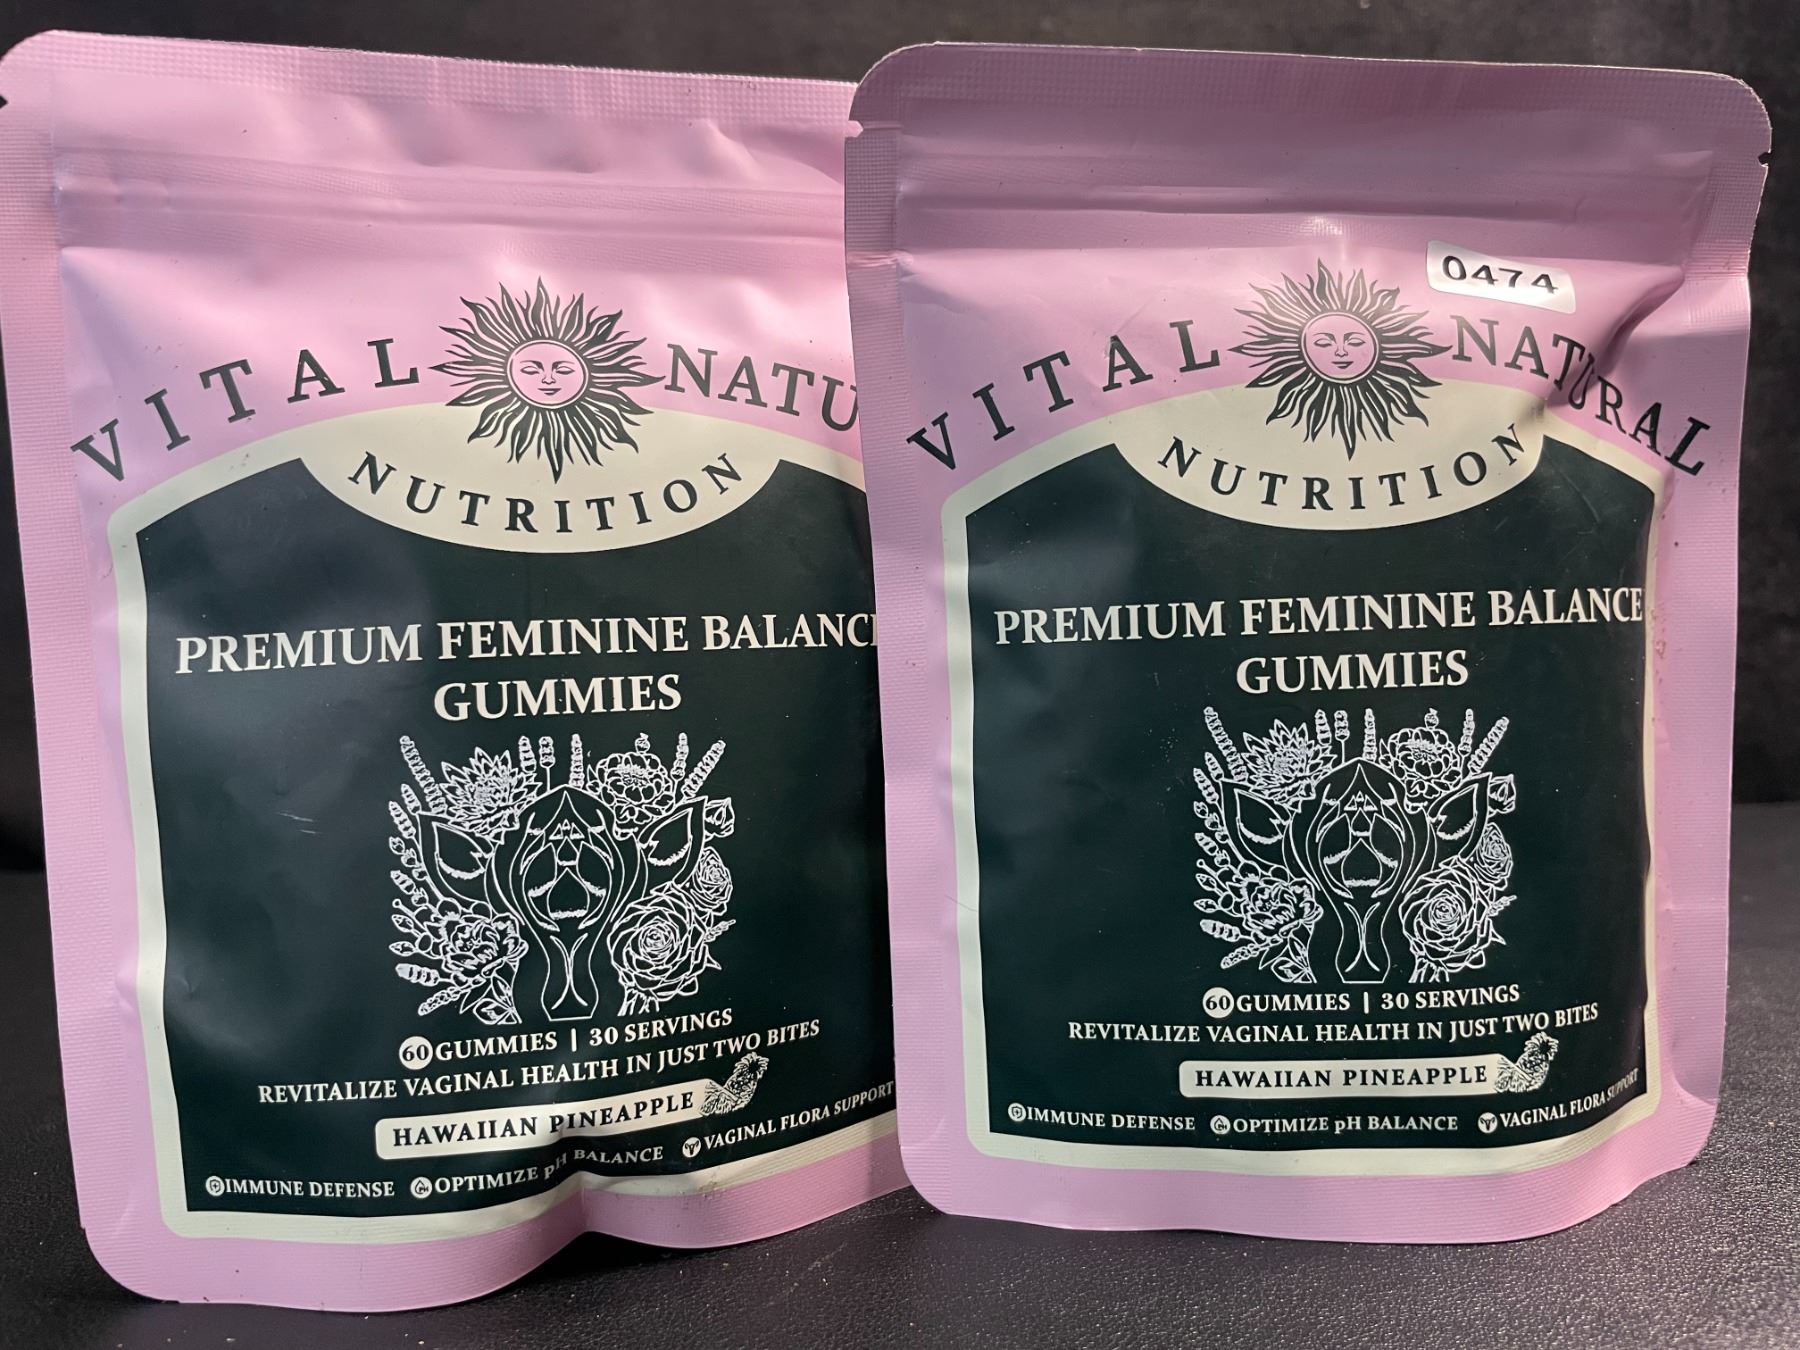 VITAL NATU
NUTRITION
PREMIUM FEMININE BALANC
GUMMIES
60 GUMMIES | 30 SERVINGS
REVITALIZE VAGINAL HEALTH IN JUST TWO BITES
HAWAIIAN PINEAPPLE
IMMUNE DEFENSE OPTIMIZE pH BALANCE VAGINAL FLORA SUPPORT
0474
VITAL NATURAL
NUTRITION
PREMIUM FEMININE BALANCE
GUMMIES
60 GUMMIES | 30 SERVINGS
REVITALIZE VAGINAL HEALTH IN JUST TWO BITES
HAWAIIAN PINEAPPLE
IMMUNE DEFENSE OPTIMIZE pH BALANCE VAGINAL FLORA SUPPORT